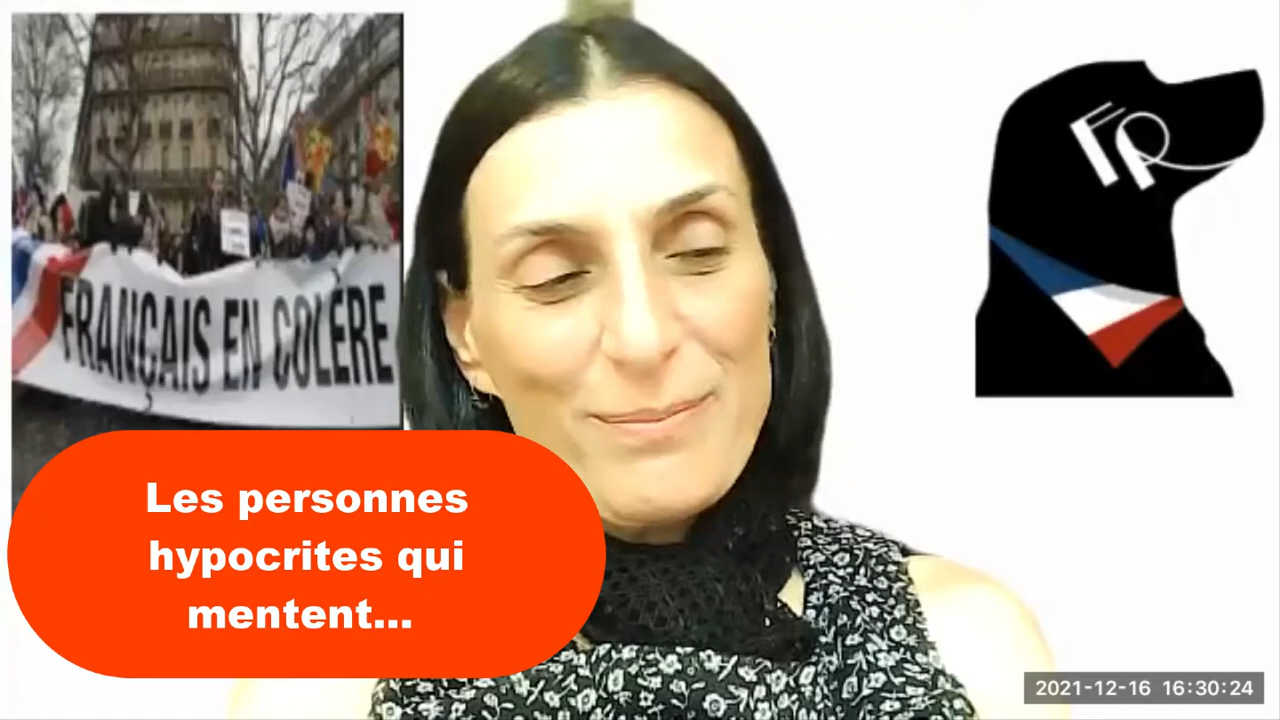 FRANÇAIS EN COLÈRE
FR
Les personnes
hypocrites qui
mentent...
2021-12-16 16:30:24